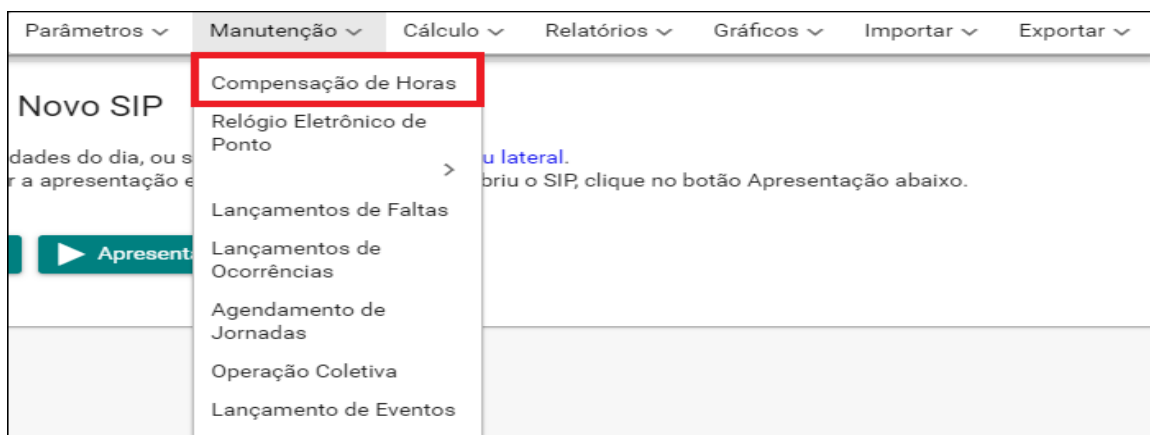 Parâmetros Manutenção Cálculo Relatórios Gráficos Importar Exportar
Compensação de Horas
Novo SIP
Relógio Eletrônico de
Ponto
dades do dia, ou s u lateral.
r a apresentação e briu o SIP, clique no botão Apresentação abaixo.
Lançamentos de Faltas
Apresent
Lançamentos de
Ocorrências
Agendamento de
Jornadas
Operação Coletiva
Lançamento de Eventos